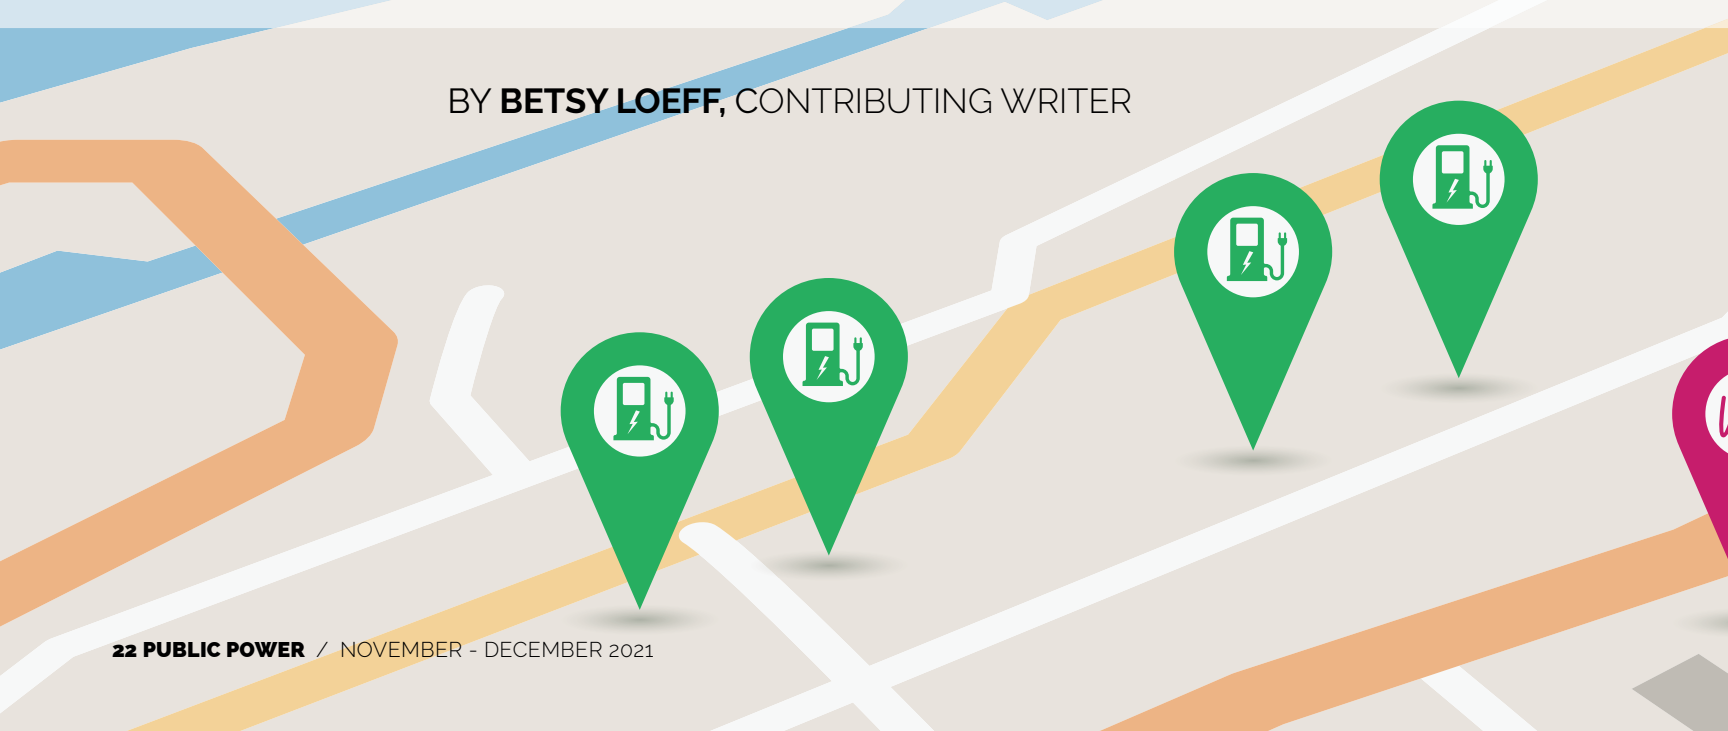 BY BETSY LOEFF, CONTRIBUTING WRITER
22 PUBLIC POWER / NOVEMBER - DECEMBER 2021